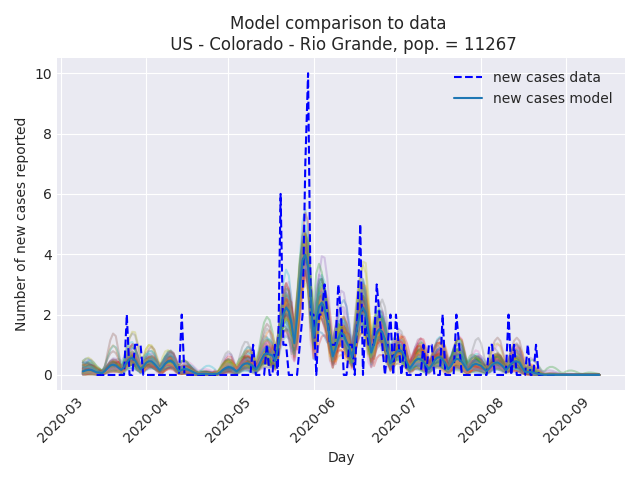 Model comparison to data
US - Colorado - Rio Grande, pop. = 11267
new cases data
new cases model
Number of new cases reported
10
8
6
4
2
0
2020-03
2020-04
2020-05
2020-06
2020-07
2020-08
2020-09
Day